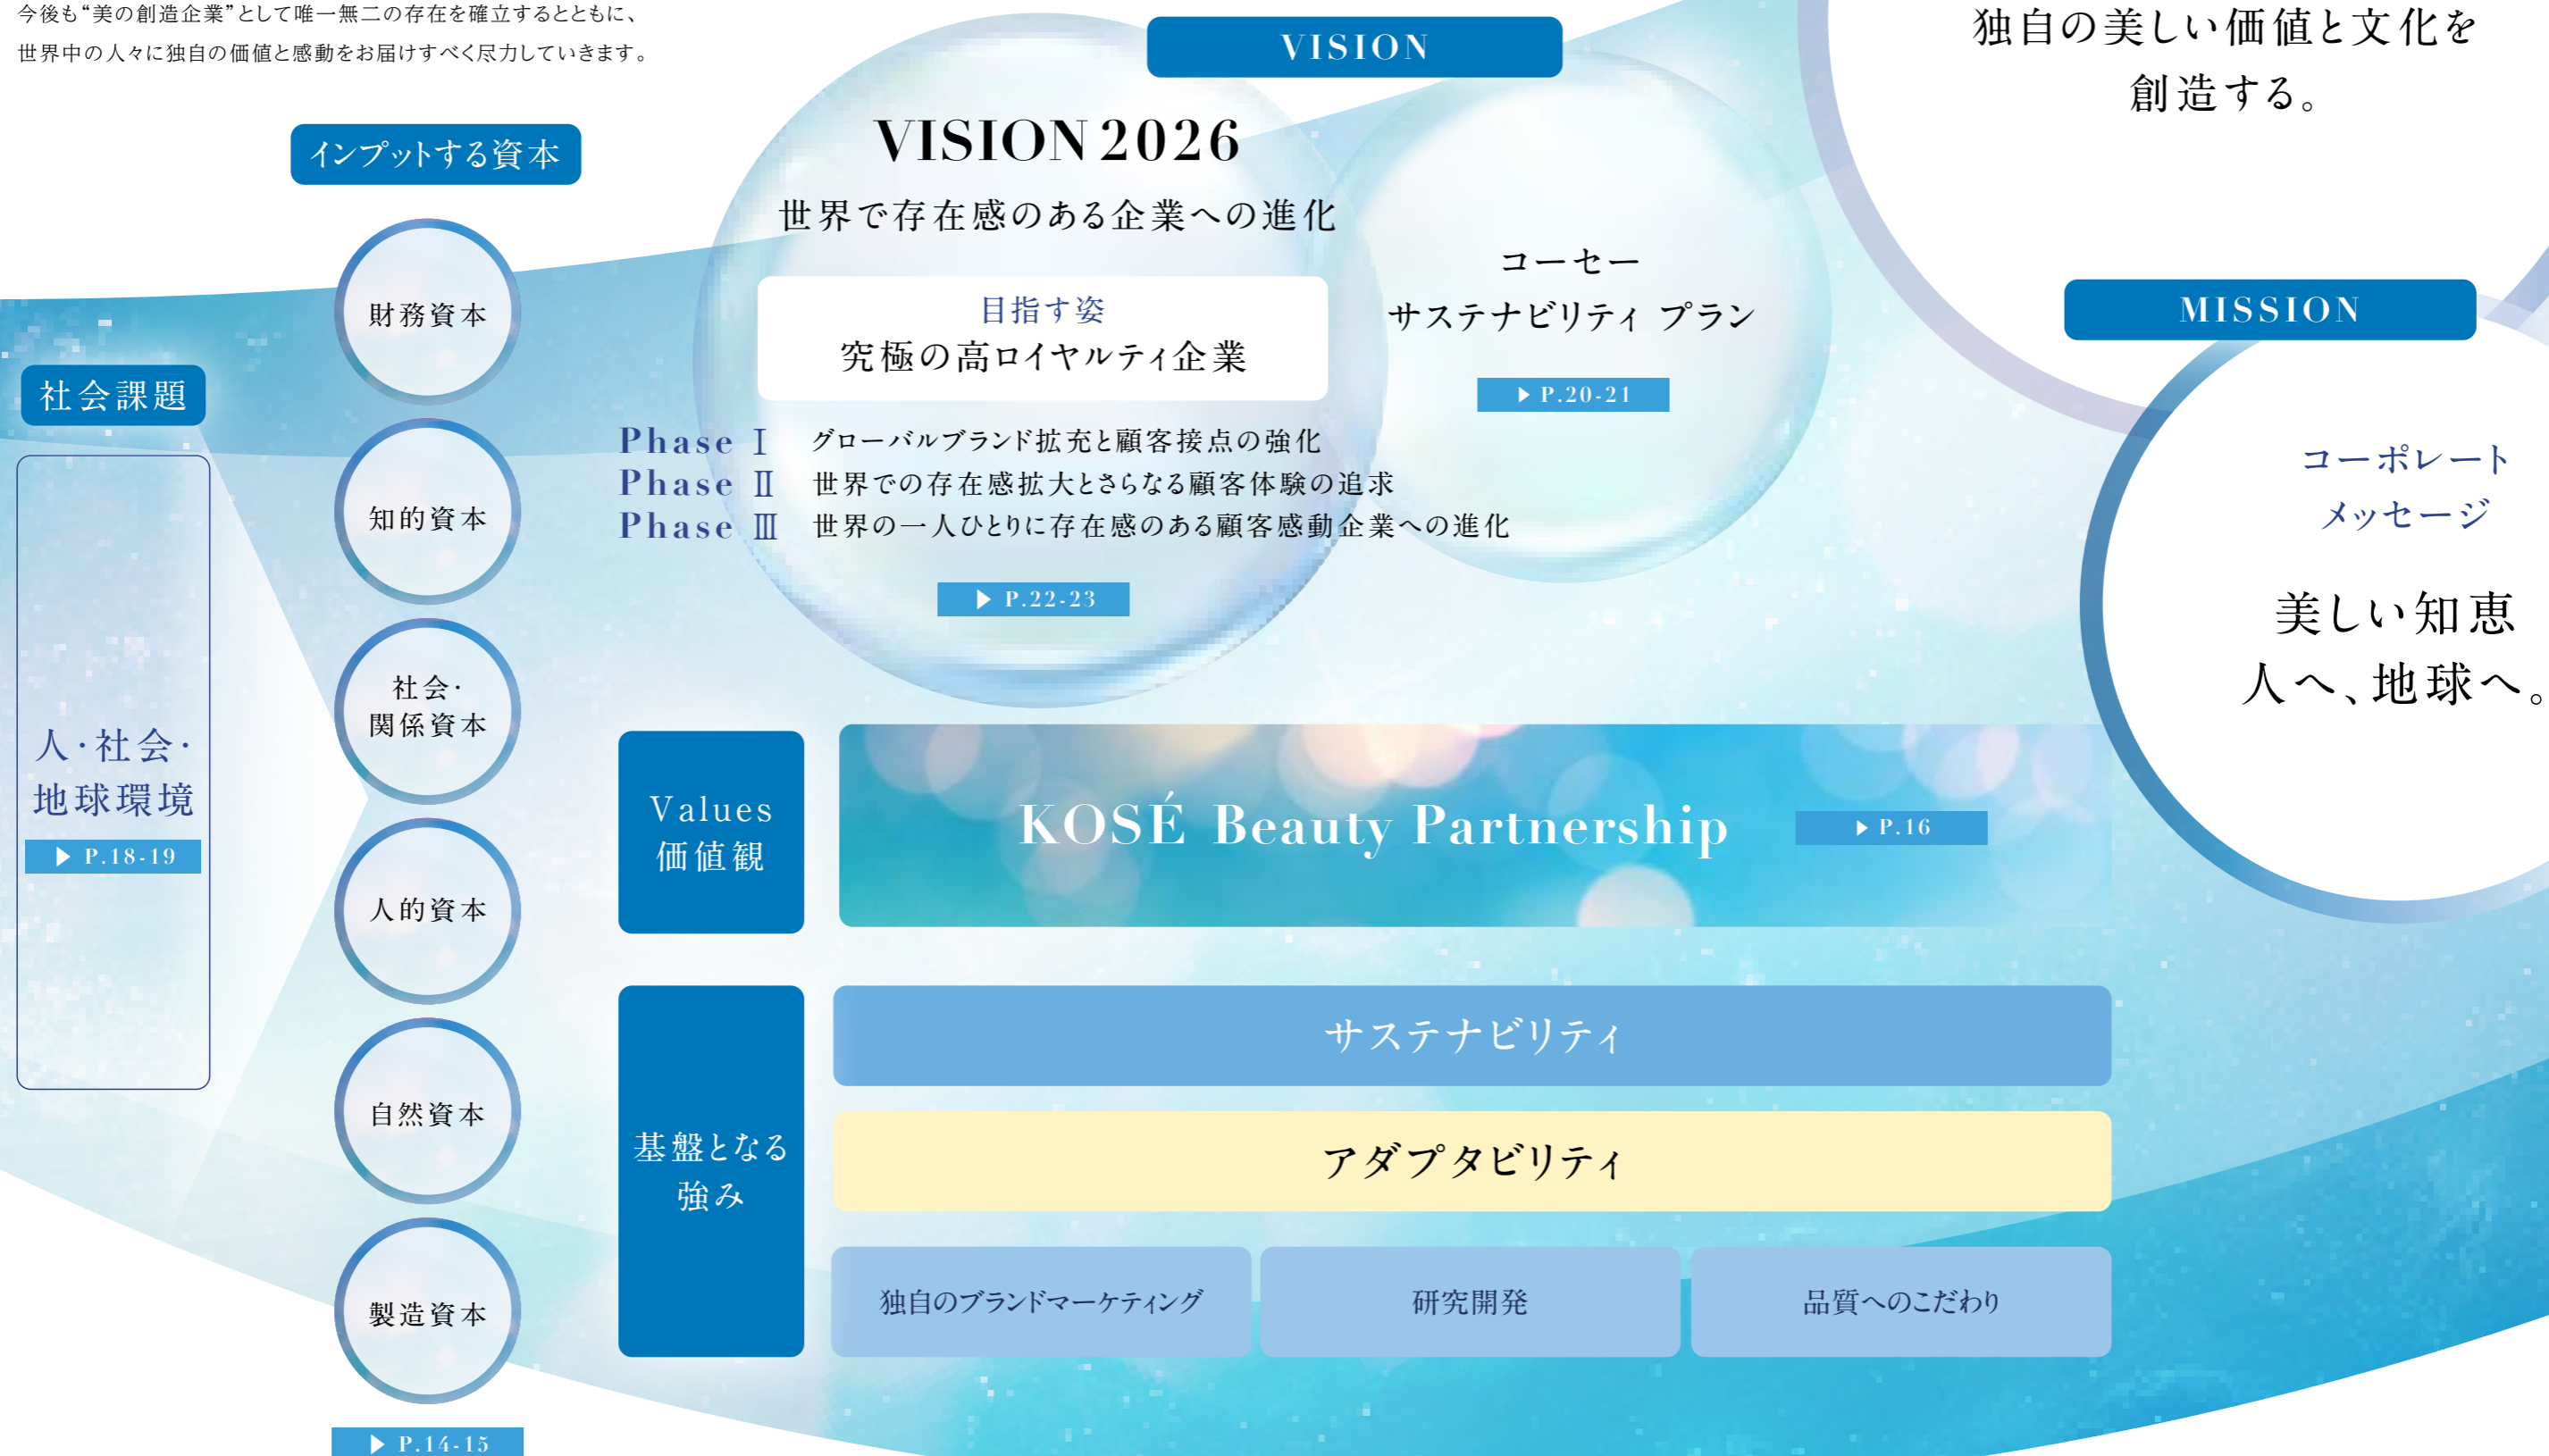 今後も“美の創造企業”として唯一無二の存在を確立するとともに、
世界中の人々に独自の価値と感動をお届けすべく尽力していきます。
社会課題
人・社会・
地球環境
▶ P.18-19
インプットする資本
財務資本
知的資本
社会・
関係資本
人的資本
自然資本
製造資本
▶ P.14-15
VISION
VISION 2026
世界で存在感のある企業への進化
目指す姿
究極の高ロイヤルティ企業
Phase Ⅰ グローバルブランド拡充と顧客接点の強化
Phase Ⅱ 世界での存在感拡大とさらなる顧客体験の追求
Phase Ⅲ 世界の一人ひとりに存在感のある顧客感動企業への進化
▶ P.22-23
コーセー
サステナビリティ プラン
▶ P.20-21
Values
価値観
KOSÉ Beauty Partnership
▶ P.16
基盤となる
強み
サステナビリティ
アダプタビリティ
独自のブランドマーケティング
研究開発
品質へのこだわり
独自の美しい価値と文化を
創造する。
MISSION
コーポレート
メッセージ
美しい知恵
人へ、地球へ。